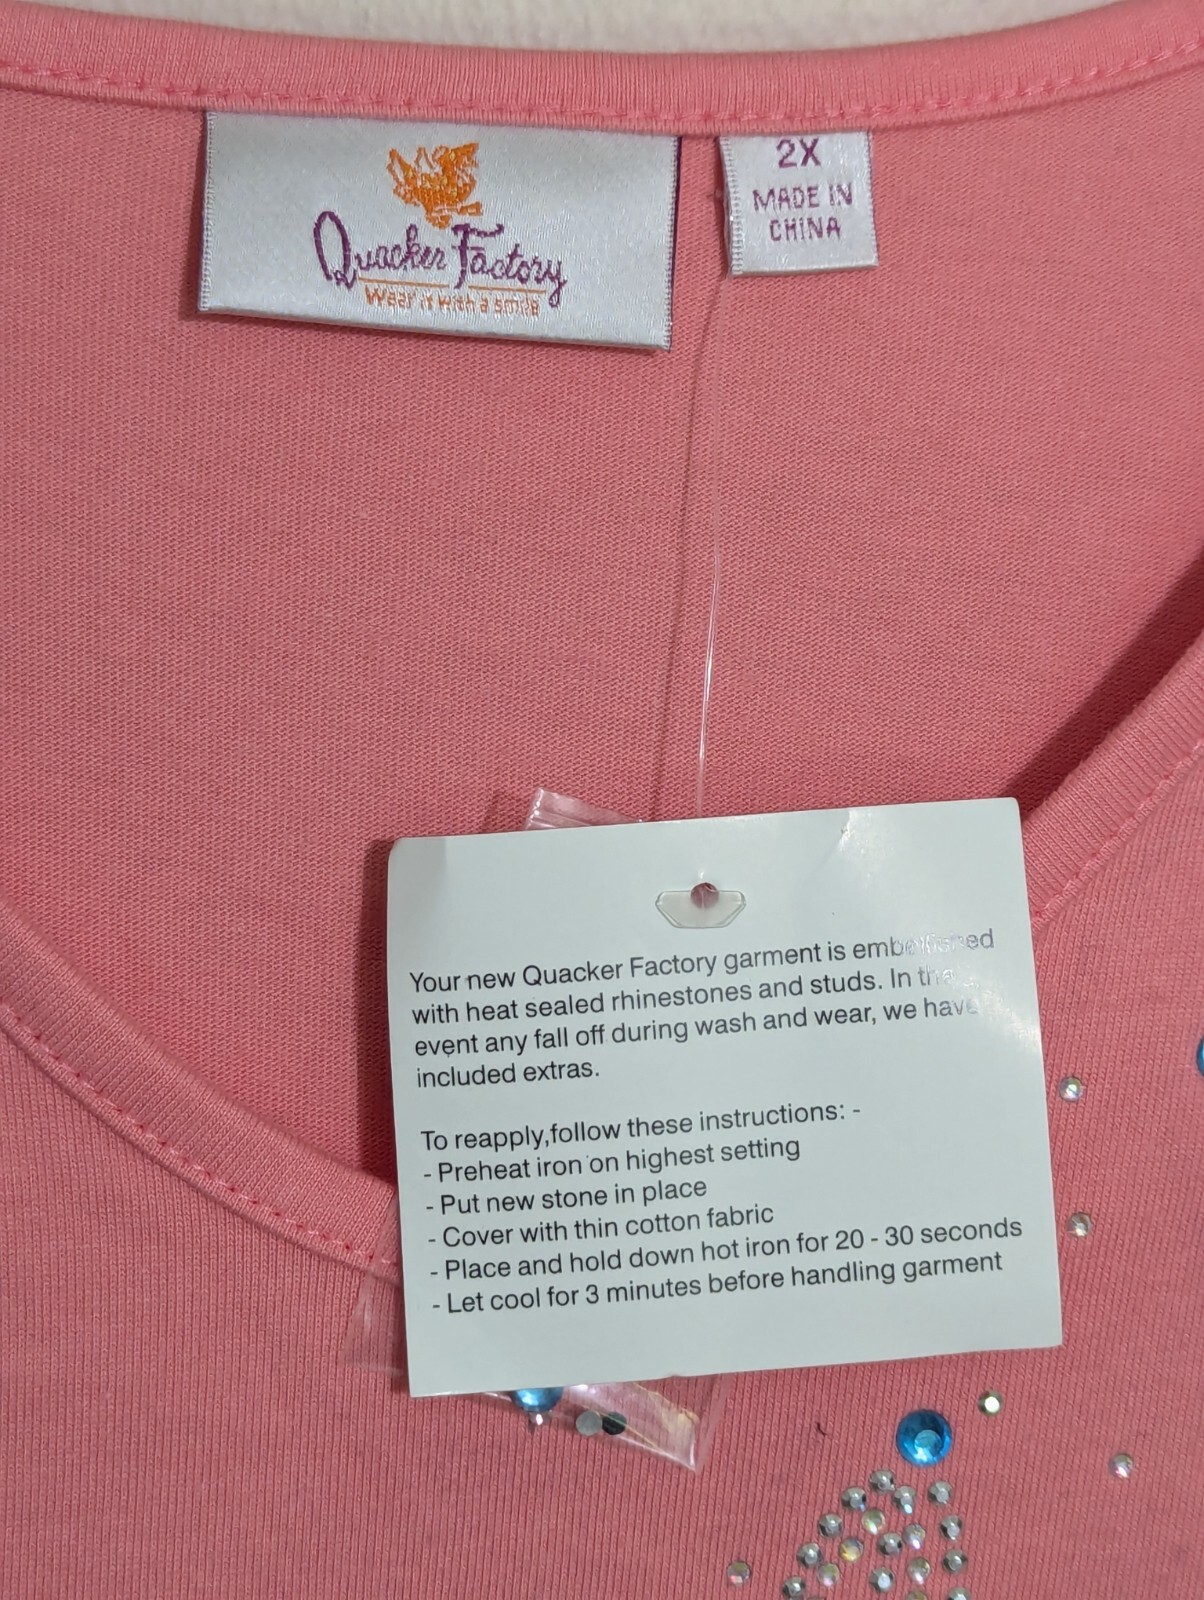 Quacker Factory
Wear it with a smile
2X
MADE IN
CHINA
Your new Quacker Factory garment is embellished
with heat sealed rhinestones and studs. In the
event any fall off during wash and wear, we have
included extras.
To reapply,follow these instructions: -
- Preheat iron on highest setting
- Put new stone in place
- Cover with thin cotton fabric
- Place and hold down hot iron for 20 - 30 seconds
- Let cool for 3 minutes before handling garment